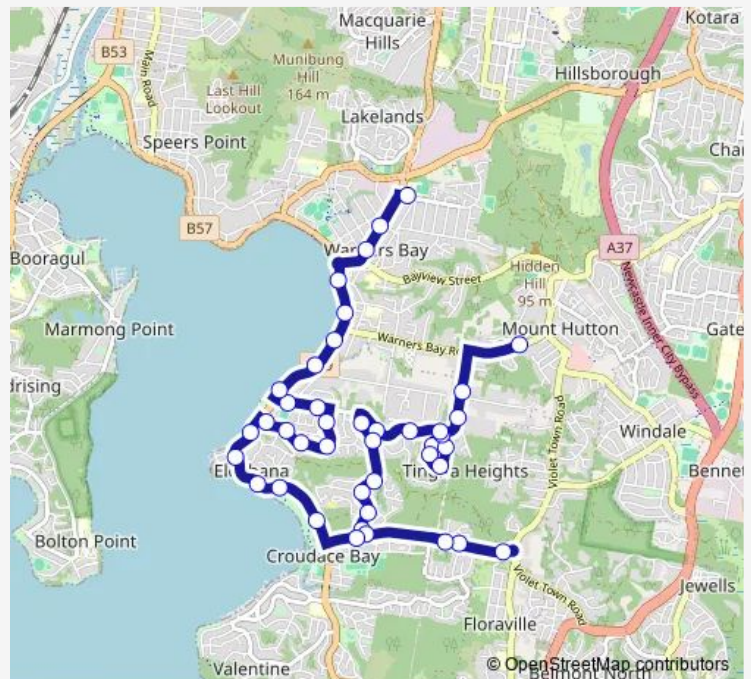 Macquarie
Hills
Kotara
B53
Main Road
Munibung
Hill
164 m
Last Hill
Lookout
Hillsborough
Lakelands
Speers Point
Char
B57
Warners Bay
A37
Booragul
Bayview Street
Hidden
Hill
95 m
Newcastle Inner City Bypass
Marmong Point
Mount Hutton
Gate
Warners Bay R
drising
Violet Town Road
Windale
Tingira Heights
Bennet
Bolton Point
Croudace Bay
Violet Town Road
Jewells
Floraville
Valentine
Belmont North
© OpenStreetMap contributors